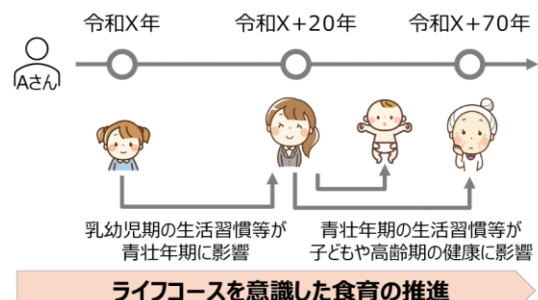 令和X年
令和X+20年
令和X+70年
Aさん
乳幼児期の生活習慣等が
青壮年期に影響
青壮年期の生活習慣等が
子どもや高齢期の健康に影響
ライフコースを意識した食育の推進